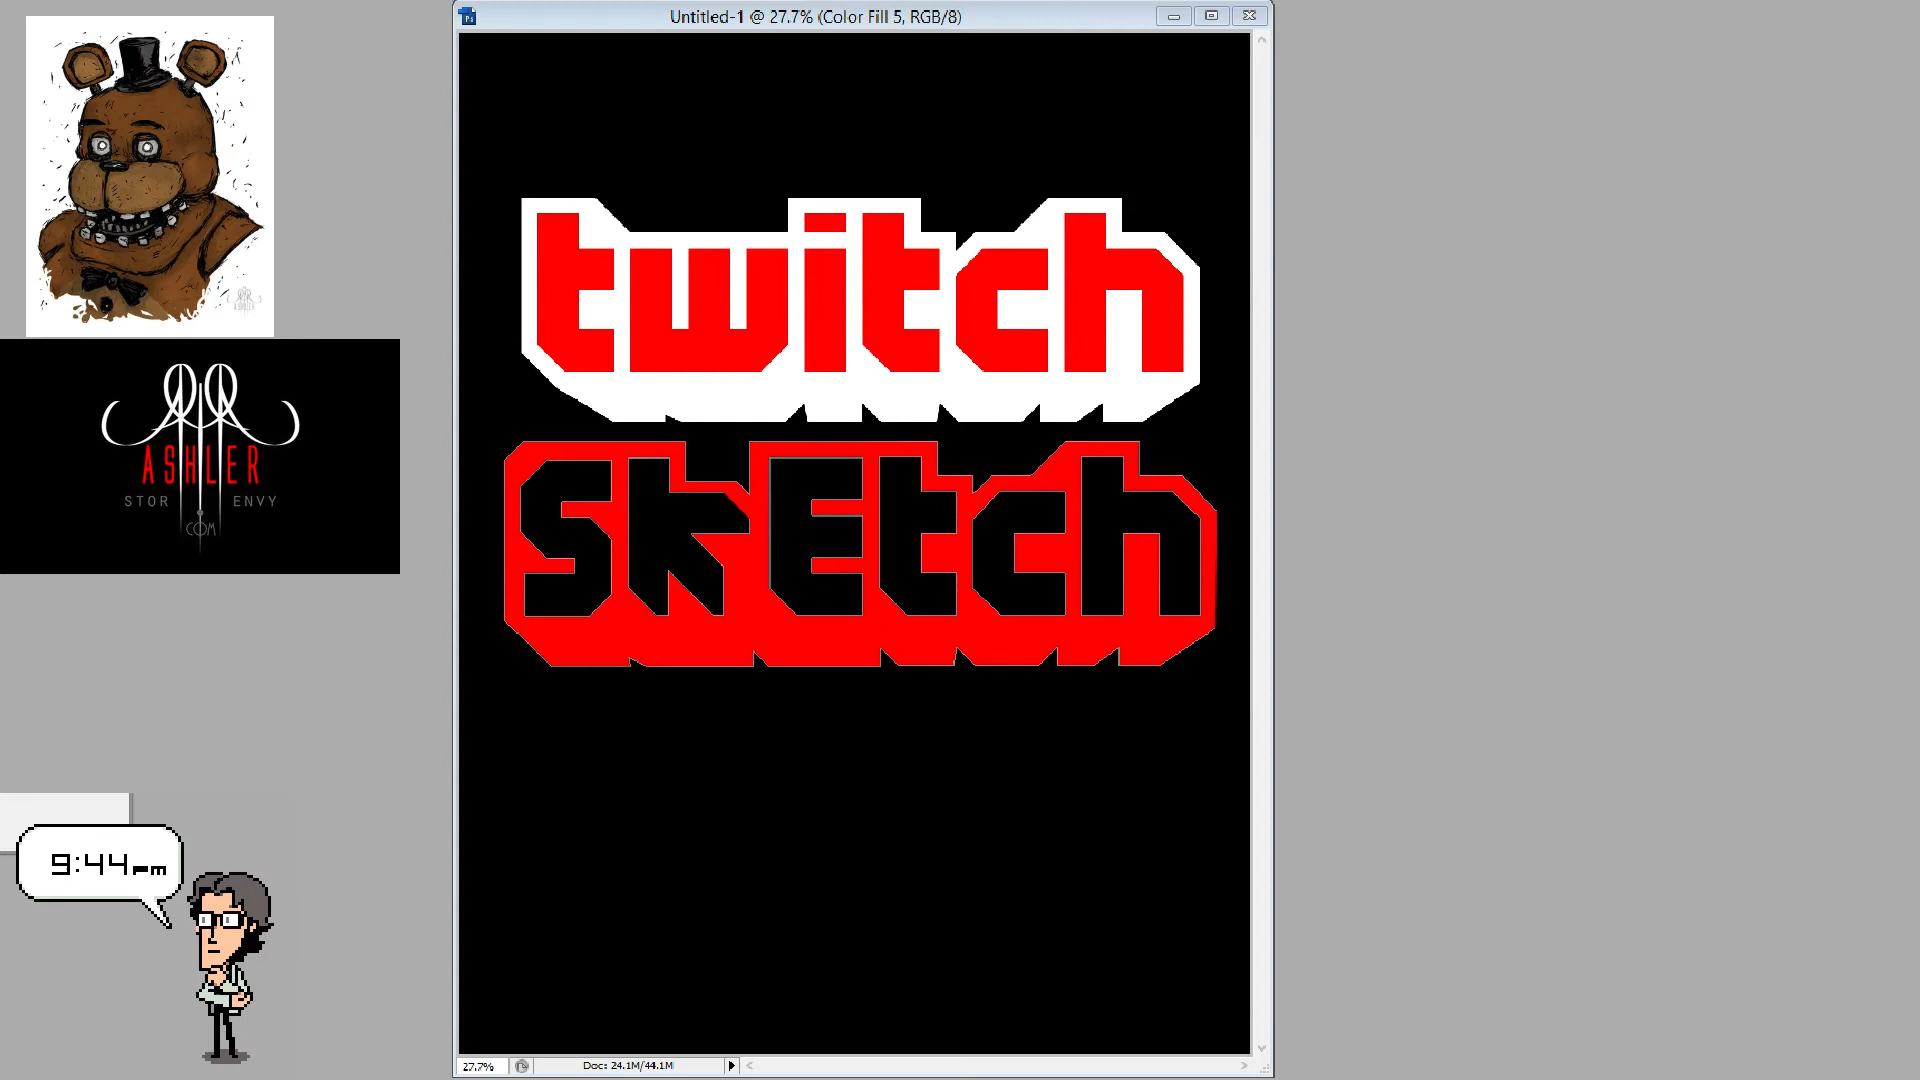 Untitled-1 @ 27.7% (Color Fill 5, RGB/8)
twitch
SkEtch
ASHLER
STOR ENVY
COM
9:44pm
27.7%
Doc: 24.1M/44.1M